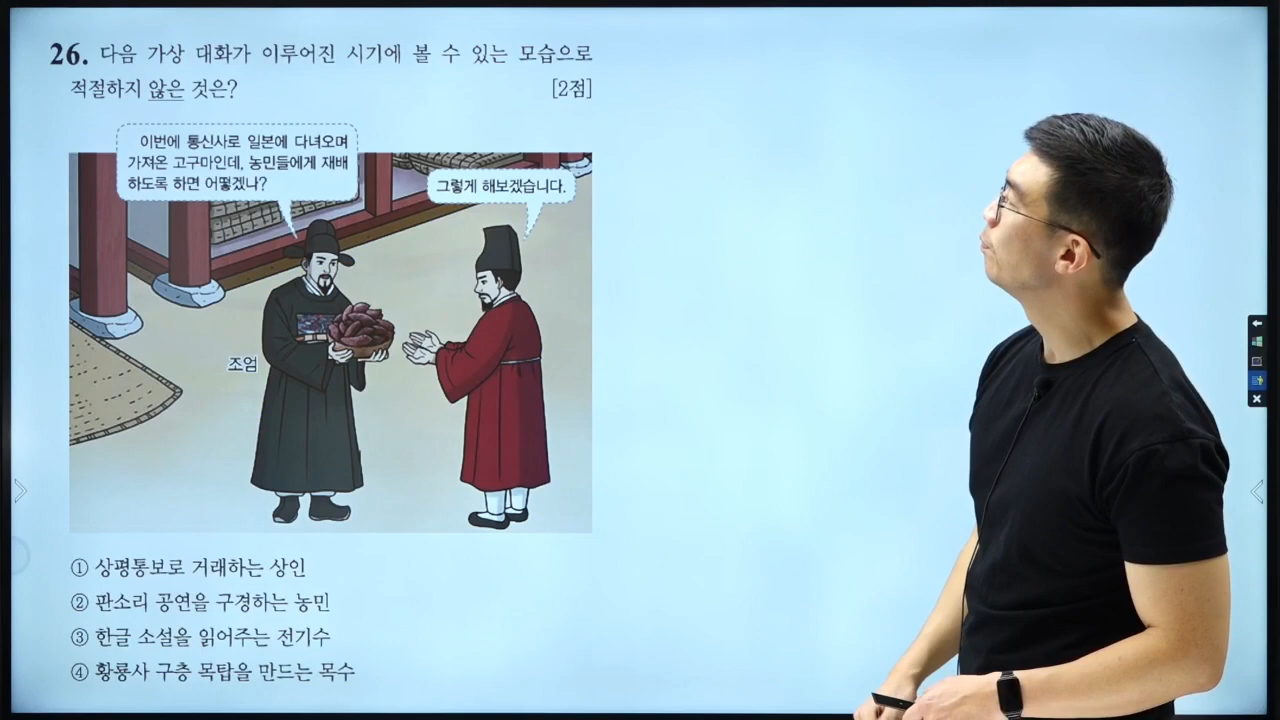 26. 다음 가상 대화가 이루어진 시기에 볼 수 있는 모습으로
적절하지 않은 것은? [2점]
이번에 통신사로 일본에 다녀오며
가져온 고구마인데, 농민들에게 재배
하도록 하면 어떻겠나?
그렇게 해보겠습니다.
조엄
① 상평통보로 거래하는 상인
② 판소리 공연을 구경하는 농민
③ 한글 소설을 읽어주는 전기수
④ 황룡사 구층 목탑을 만드는 목수